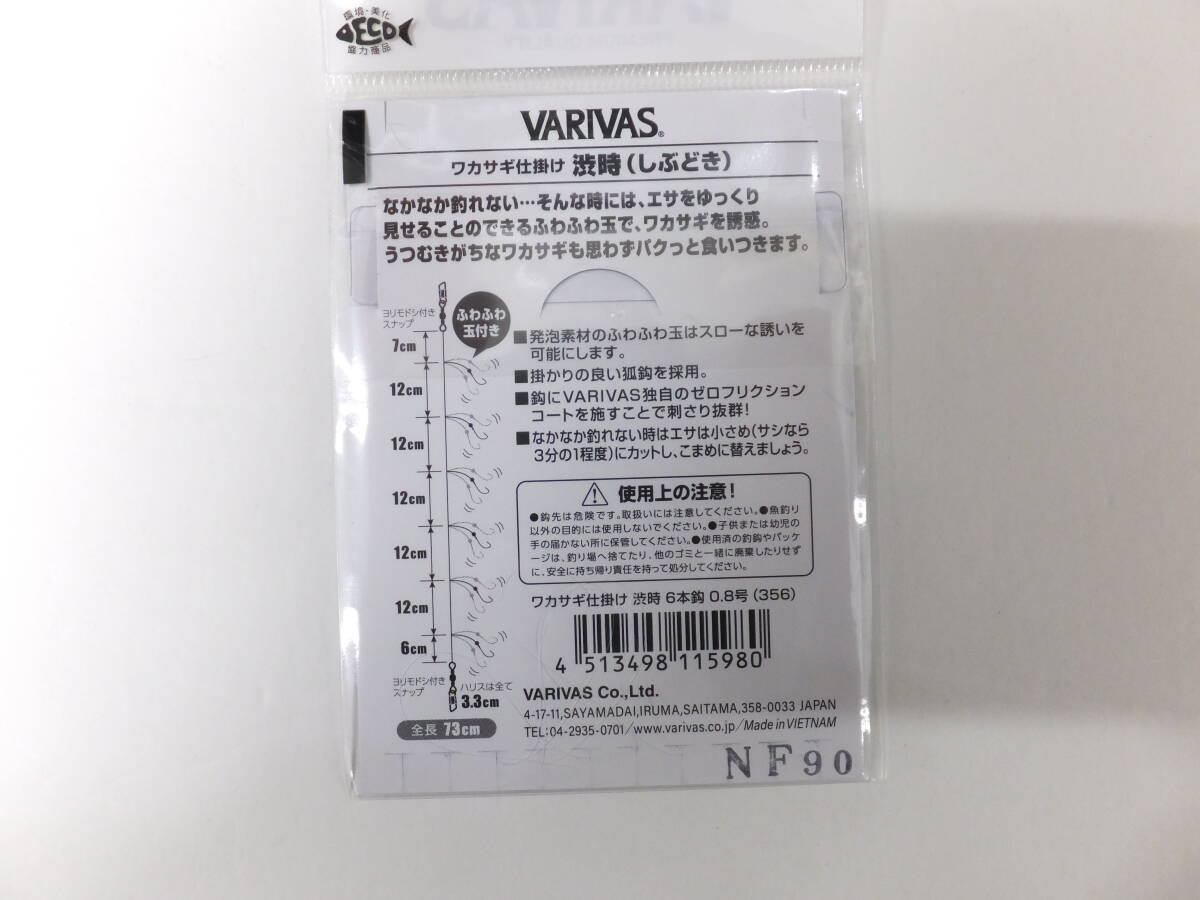 環境・美化
ECO
協力商品
VARIVAS®
ワカサギ仕掛け 渋時(しぶどき)
なかなか釣れない…そんな時には、エサをゆっくり
見せることのできるふわふわ玉で、ワカサギを誘惑。
うつむきがちなワカサギも思わずパクっと食いつきます。
ヨリモドシ付き
スナップ
ふわふわ
玉付き
7cm
12cm
12cm
12cm
12cm
12cm
6cm
ヨリモドシ付き
スナップ
ハリスは全て
3.3cm
全長 73cm
■発泡素材のふわふわ玉はスローな誘いを
可能にします。
■掛かりの良い狐鈎を採用。
■鈎にVARIVAS独自のゼロフリクション
コートを施すことで刺さり抜群!
■なかなか釣れない時はエサは小さめ(サシなら
3分の1程度)にカットし、こまめに替えましょう。
使用上の注意!
●鈎先は危険です。取扱いには注意してください。●魚釣り
以外の目的には使用しないでください。●子供または幼児の
手の届かない所に保管してください。●使用済の釣鈎やパッケ
ージは、釣り場へ捨てたり、他のゴミと一緒に廃棄したりせず
に、安全に持ち帰り責任を持って処分してください。
ワカサギ仕掛け 渋時 6本鈎 0.8号(356)
4 513498 115980
VARIVAS Co.,Ltd.
4-17-11,SAYAMADAI,IRUMA,SAITAMA,358-0033 JAPAN
TEL:04-2935-0701/www.varivas.co.jp/Made in VIETNAM
NF90